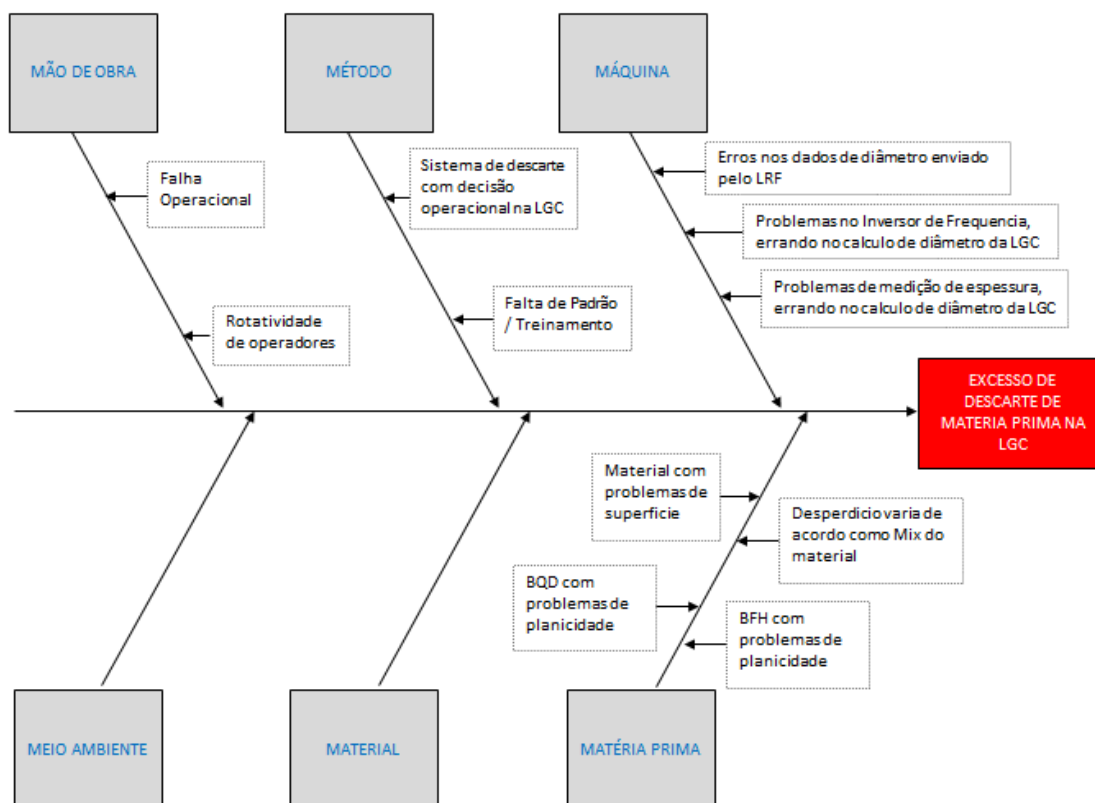 MÃO DE OBRA
MÉTODO
MÁQUINA
Falha
Operacional
Rotatividade
de operadores
Sistema de descarte
com decisão
operacional na LGC
Falta de Padrão
/ Treinamento
Erros nos dados de diâmetro enviado
pelo LRF
Problemas no Inversor de Frequencia,
errando no calculo de diâmetro da LGC
Problemas de medição de espessura,
errando no calculo de diâmetro da LGC
EXCESSO DE
DESCARTE DE
MATERIA PRIMA NA
LGC
Material com
problemas de
superficie
Desperdicio varia de
acordo como Mix do
material
BQD com
problemas de
planicidade
BFH com
problemas de
planicidade
MEIO AMBIENTE
MATERIAL
MATÉRIA PRIMA